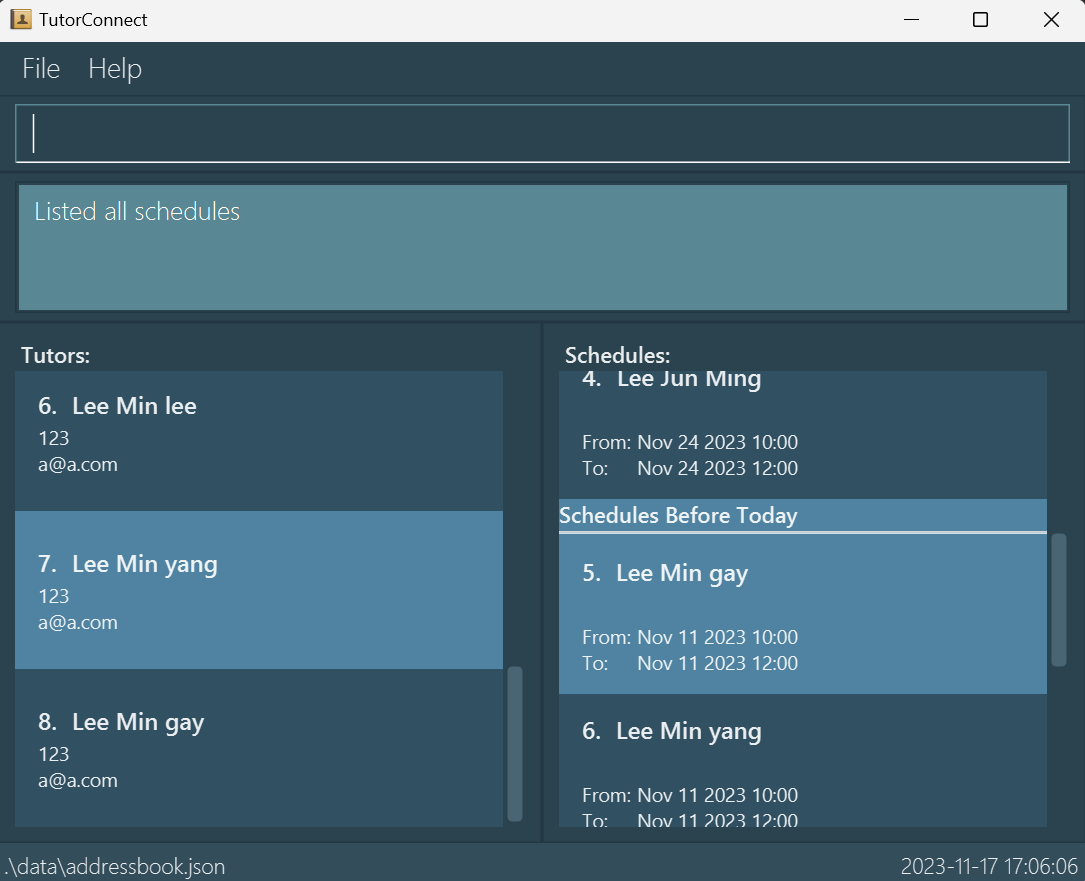 TutorConnect
File Help
Listed all schedules
Tutors:
6. Lee Min lee
123
a@a.com
7. Lee Min yang
123
a@a.com
8. Lee Min gay
123
a@a.com
Schedules:
4. Lee Jun Ming
From: Nov 24 2023 10:00
To: Nov 24 2023 12:00
Schedules Before Today
5. Lee Min gay
From: Nov 11 2023 10:00
To: Nov 11 2023 12:00
6. Lee Min yang
From: Nov 11 2023 10:00
To: Nov 11 2023 12:00
.\data\addressbook.json
2023-11-17 17:06:06